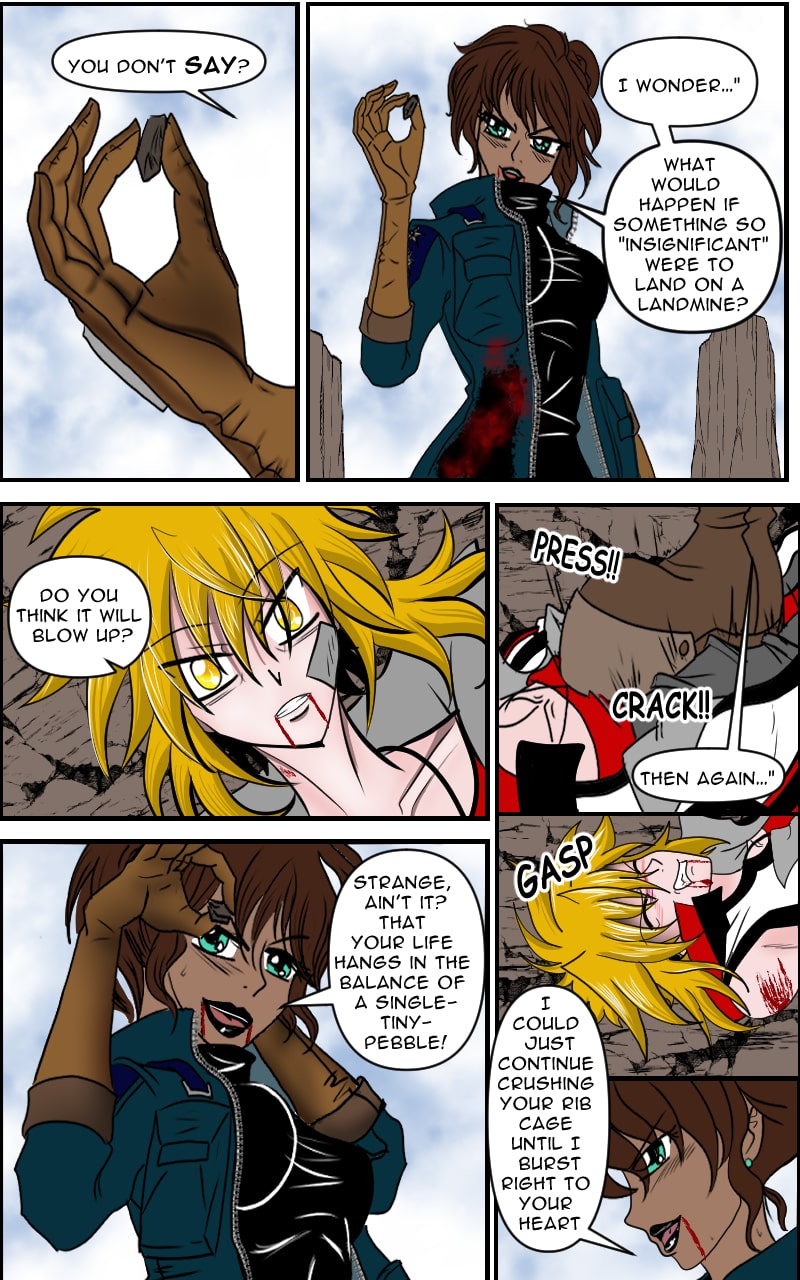 YOU DON'T SAY?
I WONDER..."
WHAT
WOULD
HAPPEN IF
SOMETHING SO
"INSIGNIFICANT"
WERE TO
LAND ON A
LANDMINE?
DO YOU
THINK IT WILL
BLOW UP?
PRESS!!
CRACK!!
THEN AGAIN..."
STRANGE,
AIN'T IT?
THAT
YOUR LIFE
HANGS IN THE
BALANCE OF
A SINGLE-
TINY-
PEBBLE!
GASP
I
COULD
JUST
CONTINUE
CRUSHING
YOUR RIB
CAGE
UNTIL I
BURST
RIGHT TO
YOUR
HEART